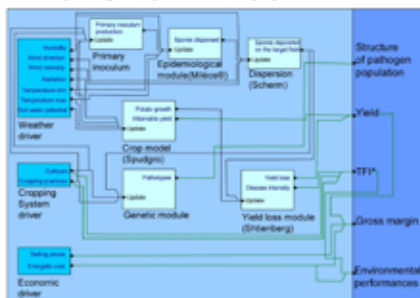 Primary inoculum
production
Update
Primary
inoculum
Spores dispersed
Update
Epidemiological
module(Miléos®)
Spores deposited
on the target field
Update
Dispersion
(Scherm)
Humidity
Wind direction
Wind intensity
Radiation
Temperature min
Temperature max
Soil water potential
Weather
driver
Potato growth
Attainable yield
Update
Crop model
(Spudgro)
Cultivars
Cropping practices
Cropping
System
driver
Pathotypes
Update
Genetic module
Yield loss
Disease intensity
Update
Yield loss module
(Shtienberg)
Selling prices
Energetic cost
Economic
driver
Structure
of pathogen
population
Yield
TFI*
Gross margin
Environmental
performances